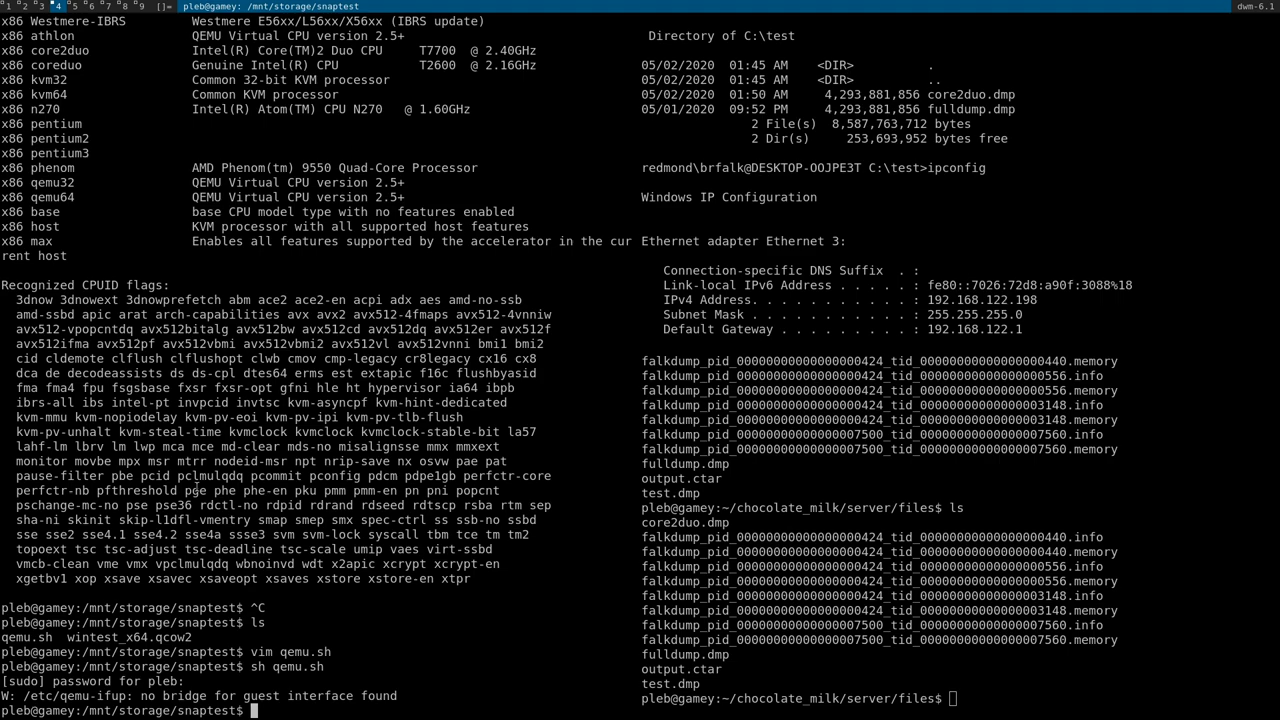 1 2 3 4 5 6 7 8 9 []= pleb@gamey: /mnt/storage/snaptest dwm-6.1
x86 Westmere-IBRS Westmere E56xx/L56xx/X56xx (IBRS update)
x86 athlon QEMU Virtual CPU version 2.5+
x86 core2duo Intel(R) Core(TM)2 Duo CPU T7700 @ 2.40GHz
x86 coreduo Genuine Intel(R) CPU T2600 @ 2.16GHz
x86 kvm32 Common 32-bit KVM processor
x86 kvm64 Common KVM processor
x86 n270 Intel(R) Atom(TM) CPU N270 @ 1.60GHz
x86 pentium
x86 pentium2
x86 pentium3
x86 phenom AMD Phenom(tm) 9550 Quad-Core Processor
x86 qemu32 QEMU Virtual CPU version 2.5+
x86 qemu64 QEMU Virtual CPU version 2.5+
x86 base base CPU model type with no features enabled
x86 host KVM processor with all supported host features
x86 max Enables all features supported by the accelerator in the cur
rent host
Recognized CPUID flags:
3dnow 3dnowext 3dnowprefetch abm ace2 ace2-en acpi adx aes amd-no-ssb
amd-ssbd apic arat arch-capabilities avx avx2 avx512-4fmaps avx512-4vnniw
avx512-vpopcntdq avx512bitalg avx512bw avx512cd avx512dq avx512er avx512f
avx512ifma avx512pf avx512vbmi avx512vbmi2 avx512vl avx512vnni bmi1 bmi2
cid cldemote clflush clflushopt clwb cmov cmp-legacy cr8legacy cx16 cx8
dca de decodeassists ds ds-cpl dtes64 erms est extapic f16c flushbyasid
fma fma4 fpu fsgsbase fxsr fxsr-opt gfni hle ht hypervisor ia64 ibpb
ibrs-all ibs intel-pt invpcid invtsc kvm-asyncpf kvm-hint-dedicated
kvm-mmu kvm-nopiodelay kvm-pv-eoi kvm-pv-ipi kvm-pv-tlb-flush
kvm-pv-unhalt kvm-steal-time kvmclock kvmclock kvmclock-stable-bit la57
lahf-lm lbrv lm lwp mca mce md-clear mds-no misalignsse mmx mmxext
monitor movbe mpx msr mtrr nodeid-msr npt nrip-save nx osvw pae pat
pause-filter pbe pcid pclmulqdq pcommit pconfig pdcm pdpe1gb perfctr-core
perfctr-nb pfthreshold pge phe phe-en pku pmm pmm-en pn pni popcnt
pschange-mc-no pse pse36 rdctl-no rdpid rdrand rdseed rdtscp rsba rtm sep
sha-ni skinit skip-l1dfl-vmentry smap smep smx spec-ctrl ss ssb-no ssbd
sse sse2 sse4.1 sse4.2 sse4a ssse3 svm svm-lock syscall tbm tce tm tm2
topoext tsc tsc-adjust tsc-deadline tsc-scale umip vaes virt-ssbd
vmcb-clean vme vmx vpclmulqdq wbnoinvd wdt x2apic xcrypt xcrypt-en
xgetbv1 xop xsave xsavec xsaveopt xsaves xstore xstore-en xtpr
pleb@gamey:/mnt/storage/snaptest$ ^C
pleb@gamey:/mnt/storage/snaptest$ ls
qemu.sh wintest_x64.qcow2
pleb@gamey:/mnt/storage/snaptest$ vim qemu.sh
pleb@gamey:/mnt/storage/snaptest$ sh qemu.sh
[sudo] password for pleb:
W: /etc/qemu-ifup: no bridge for guest interface found
pleb@gamey:/mnt/storage/snaptest$
Directory of C:\test
05/02/2020 01:45 AM <DIR> .
05/02/2020 01:45 AM <DIR> ..
05/02/2020 01:50 AM 4,293,881,856 core2duo.dmp
05/01/2020 09:52 PM 4,293,881,856 fulldump.dmp
2 File(s) 8,587,763,712 bytes
2 Dir(s) 253,693,952 bytes free
redmond\brfalk@DESKTOP-OOJPE3T C:\test>ipconfig
Windows IP Configuration
Ethernet adapter Ethernet 3:
Connection-specific DNS Suffix . :
Link-local IPv6 Address . . . . . : fe80::7026:72d8:a90f:3088%18
IPv4 Address. . . . . . . . . . . : 192.168.122.198
Subnet Mask . . . . . . . . . . . : 255.255.255.0
Default Gateway . . . . . . . . . : 192.168.122.1
falkdump_pid_00000000000000000424_tid_00000000000000000440.memory
falkdump_pid_00000000000000000424_tid_00000000000000000556.info
falkdump_pid_00000000000000000424_tid_00000000000000000556.memory
falkdump_pid_00000000000000000424_tid_00000000000000003148.info
falkdump_pid_00000000000000000424_tid_00000000000000003148.memory
falkdump_pid_00000000000000007500_tid_00000000000000007560.info
falkdump_pid_00000000000000007500_tid_00000000000000007560.memory
fulldump.dmp
output.ctar
test.dmp
pleb@gamey:~/chocolate_milk/server/files$ ls
core2duo.dmp
falkdump_pid_00000000000000000424_tid_00000000000000000440.info
falkdump_pid_00000000000000000424_tid_00000000000000000440.memory
falkdump_pid_00000000000000000424_tid_00000000000000000556.info
falkdump_pid_00000000000000000424_tid_00000000000000000556.memory
falkdump_pid_00000000000000000424_tid_00000000000000003148.info
falkdump_pid_00000000000000000424_tid_00000000000000003148.memory
falkdump_pid_00000000000000007500_tid_00000000000000007560.info
falkdump_pid_00000000000000007500_tid_00000000000000007560.memory
fulldump.dmp
output.ctar
test.dmp
pleb@gamey:~/chocolate_milk/server/files$